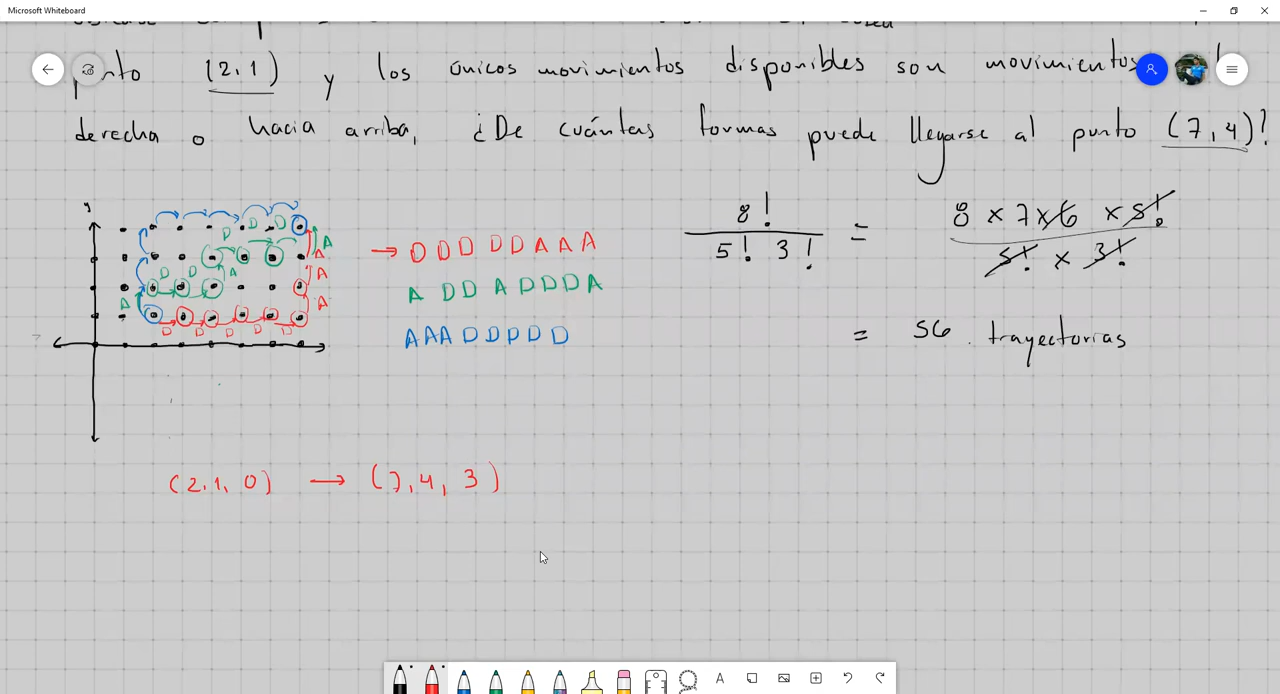 Microsoft Whiteboard
punto (2,1) y los únicos movimientos disponibles son movimientos
derecha o hacia arriba, ¿De cuántas formas puede llegarse al punto (7,4)?
y
D D D
D D A A
A A
A D D D D D A
→ D D D D D A A A
A D D A D D D A
A A A D D D D D
8! / 5! 3! = 8 × 7 × 6 × 5! / 5! × 3!
= 56. trayectorias
(2,1,0) → (7,4,3)